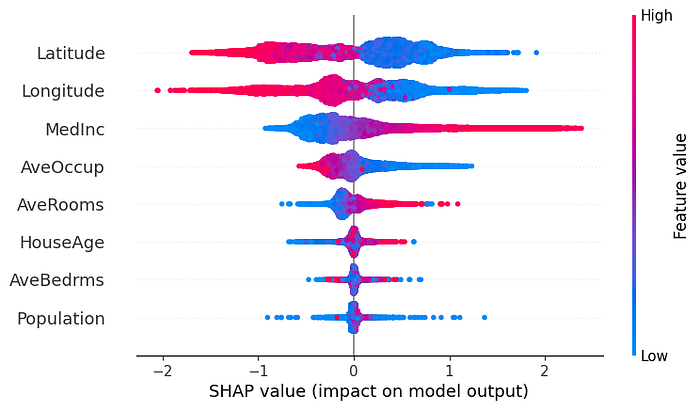 High
Latitude
Longitude
MedInc
AveOccup
AveRooms
HouseAge
AveBedrms
Population
Feature value
Low
−2 −1 0 1 2
SHAP value (impact on model output)